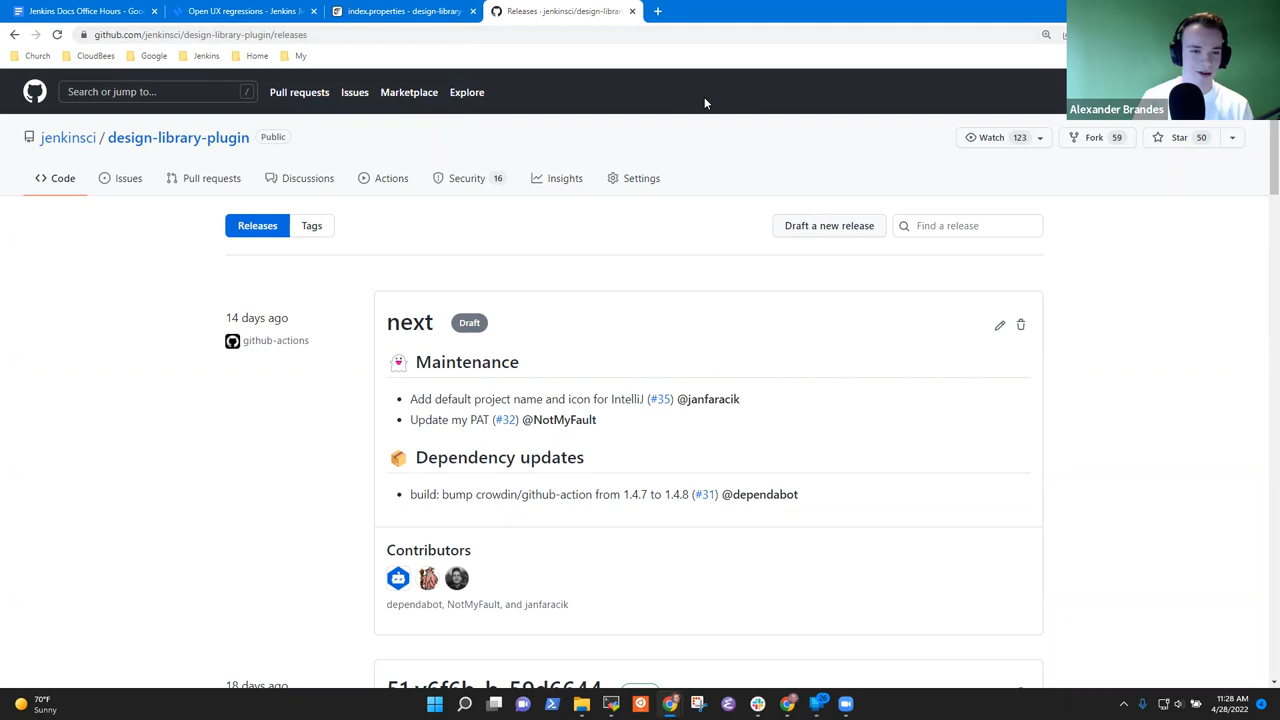 Jenkins Docs Office Hours - Goo
Open UX regressions - Jenkins Ji
index.properties - design-library-
Releases · jenkinsci/design-libra
github.com/jenkinsci/design-library-plugin/releases
Church
CloudBees
Google
Jenkins
Home
My
Alexander Brandes
Search or jump to...
/
Pull requests
Issues
Marketplace
Explore
jenkinsci / design-library-plugin
Public
Watch 123
Fork 59
Star 50
Code
Issues
Pull requests
Discussions
Actions
Security 16
Insights
Settings
Releases
Tags
Draft a new release
Find a release
14 days ago
github-actions
next
Draft
Maintenance
Add default project name and icon for IntelliJ (#35) @janfaracik
Update my PAT (#32) @NotMyFault
Dependency updates
build: bump crowdin/github-action from 1.4.7 to 1.4.8 (#31) @dependabot
Contributors
dependabot, NotMyFault, and janfaracik
18 days ago
70°F
Sunny
11:28 AM
4/28/2022